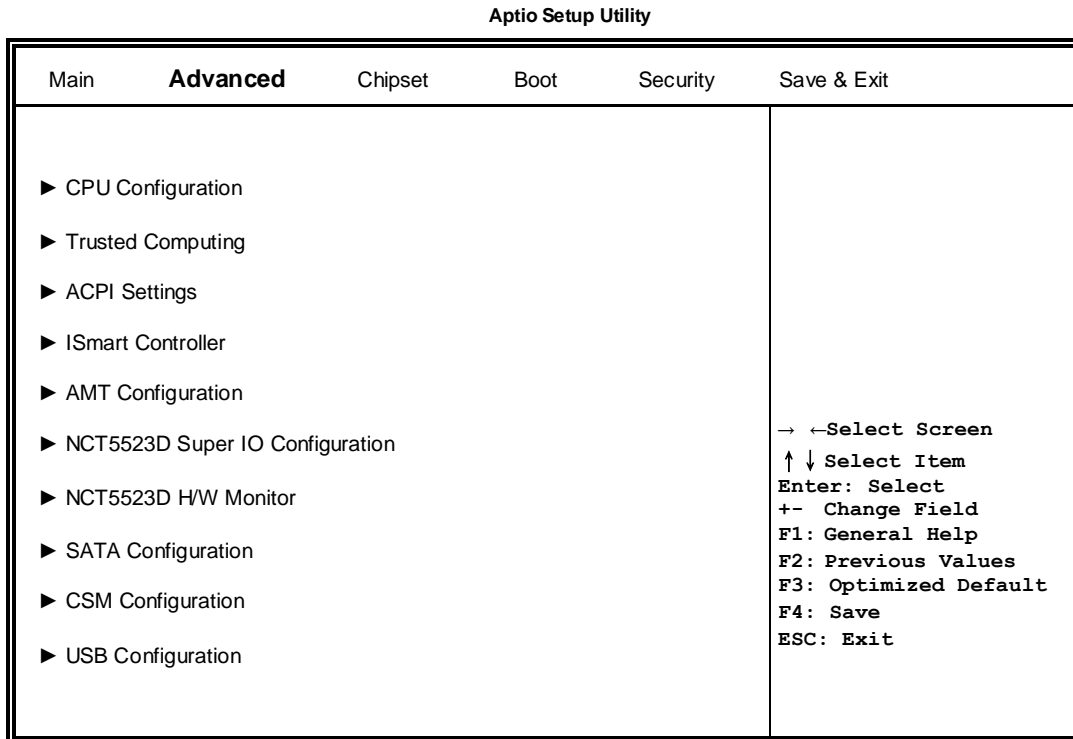 Aptio Setup Utility
Main Advanced Chipset Boot Security Save & Exit
► CPU Configuration
► Trusted Computing
► ACPI Settings
► ISmart Controller
► AMT Configuration
► NCT5523D Super IO Configuration
► NCT5523D H/W Monitor
► SATA Configuration
► CSM Configuration
► USB Configuration
→ ←Select Screen
↑↓ Select Item
Enter: Select
+- Change Field
F1: General Help
F2: Previous Values
F3: Optimized Default
F4: Save
ESC: Exit